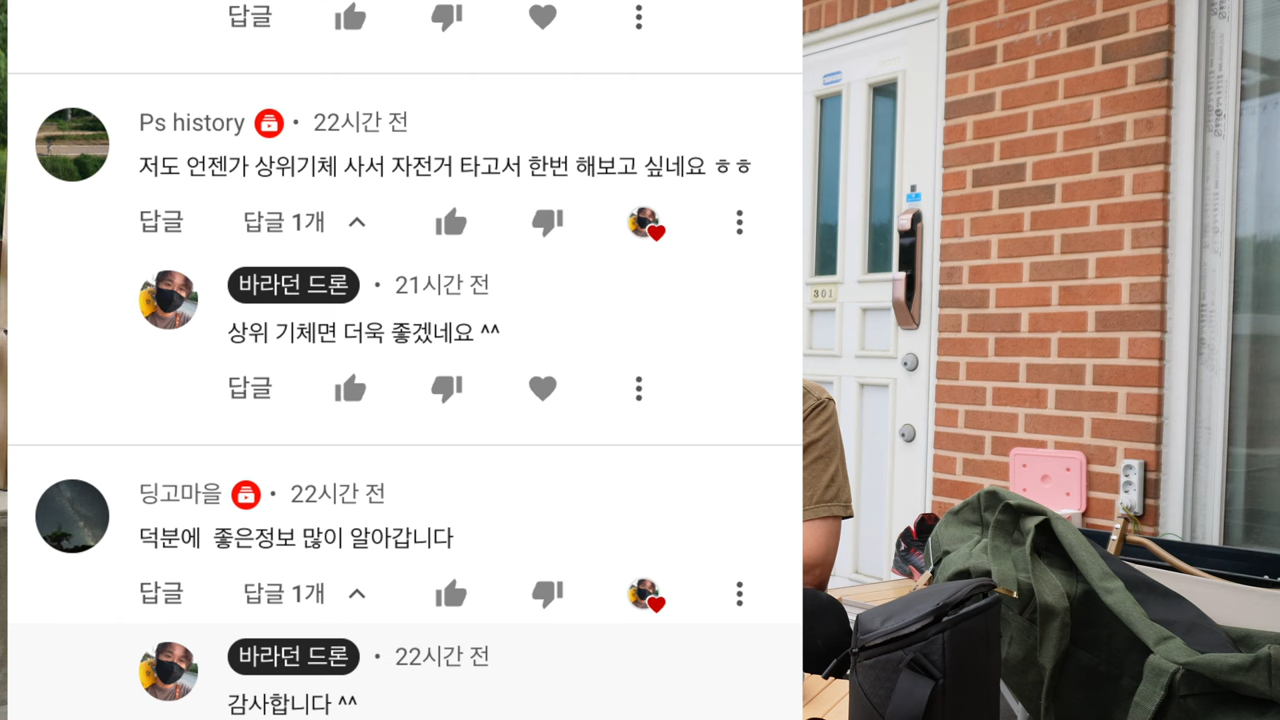 답글
Ps history • 22시간 전
저도 언젠가 상위기체 사서 자전거 타고서 한번 해보고 싶네요 ㅎㅎ
답글 답글 1개
바라던 드론 • 21시간 전
상위 기체면 더욱 좋겠네요 ^^
답글
딩고마을 • 22시간 전
덕분에 좋은정보 많이 알아갑니다
답글 답글 1개
바라던 드론 • 22시간 전
감사합니다 ^^
301